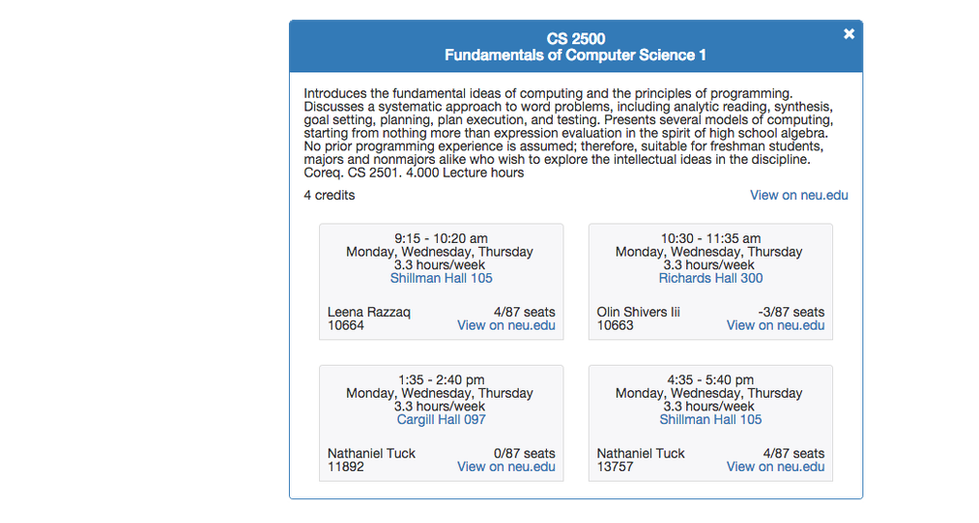 CS 2500
Fundamentals of Computer Science 1
Introduces the fundamental ideas of computing and the principles of programming.
Discusses a systematic approach to word problems, including analytic reading, synthesis,
goal setting, planning, plan execution, and testing. Presents several models of computing,
starting from nothing more than expression evaluation in the spirit of high school algebra.
No prior programming experience is assumed; therefore, suitable for freshman students,
majors and nonmajors alike who wish to explore the intellectual ideas in the discipline.
Coreq. CS 2501. 4.000 Lecture hours
4 credits View on neu.edu
9:15 - 10:20 am
Monday, Wednesday, Thursday
3.3 hours/week
Shillman Hall 105
Leena Razzaq 4/87 seats
10664 View on neu.edu
10:30 - 11:35 am
Monday, Wednesday, Thursday
3.3 hours/week
Richards Hall 300
Olin Shivers Iii -3/87 seats
10663 View on neu.edu
1:35 - 2:40 pm
Monday, Wednesday, Thursday
3.3 hours/week
Cargill Hall 097
Nathaniel Tuck 0/87 seats
11892 View on neu.edu
4:35 - 5:40 pm
Monday, Wednesday, Thursday
3.3 hours/week
Shillman Hall 105
Nathaniel Tuck 4/87 seats
13757 View on neu.edu